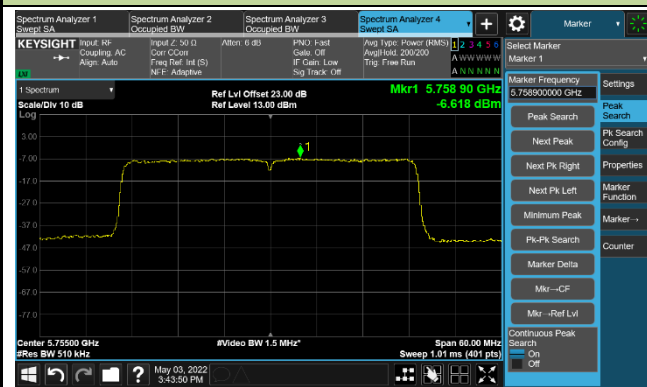 Spectrum Analyzer 1
Swept SA
Spectrum Analyzer 2
Occupied BW
Spectrum Analyzer 3
Occupied BW
Spectrum Analyzer 4
Swept SA
Marker
KEYSIGHT
Input: RF
Coupling: AC
Align: Auto
Input Z: 50 Ω
Corr CCorr
Freq Ref: Int (S)
NFE: Adaptive
Atten: 6 dB
PNO: Fast
Gate: Off
IF Gain: Low
Sig Track: Off
Avg Type: Power (RMS)
Avg|Hold: 200/200
Trig: Free Run
1 2 3 4 5 6
A W W W W W
A N N N N N
LXI
Select Marker
Marker 1
1 Spectrum
Scale/Div 10 dB
Log
Ref Lvl Offset 23.00 dB
Ref Level 13.00 dBm
Mkr1 5.758 90 GHz
-6.618 dBm
3.00
-7.00
-17.0
-27.0
-37.0
-47.0
-57.0
-67.0
-77.0
1
Center 5.75500 GHz
#Res BW 510 kHz
#Video BW 1.5 MHz*
Span 60.00 MHz
Sweep 1.01 ms (401 pts)
Marker Frequency
5.758900000 GHz
Peak Search
Next Peak
Next Pk Right
Next Pk Left
Minimum Peak
Pk-Pk Search
Marker Delta
Mkr→CF
Mkr→Ref Lvl
Continuous Peak
Search
On
Off
Settings
Peak
Search
Pk Search
Config
Properties
Marker
Function
Marker→
Counter
?
May 03, 2022
3:43:50 PM